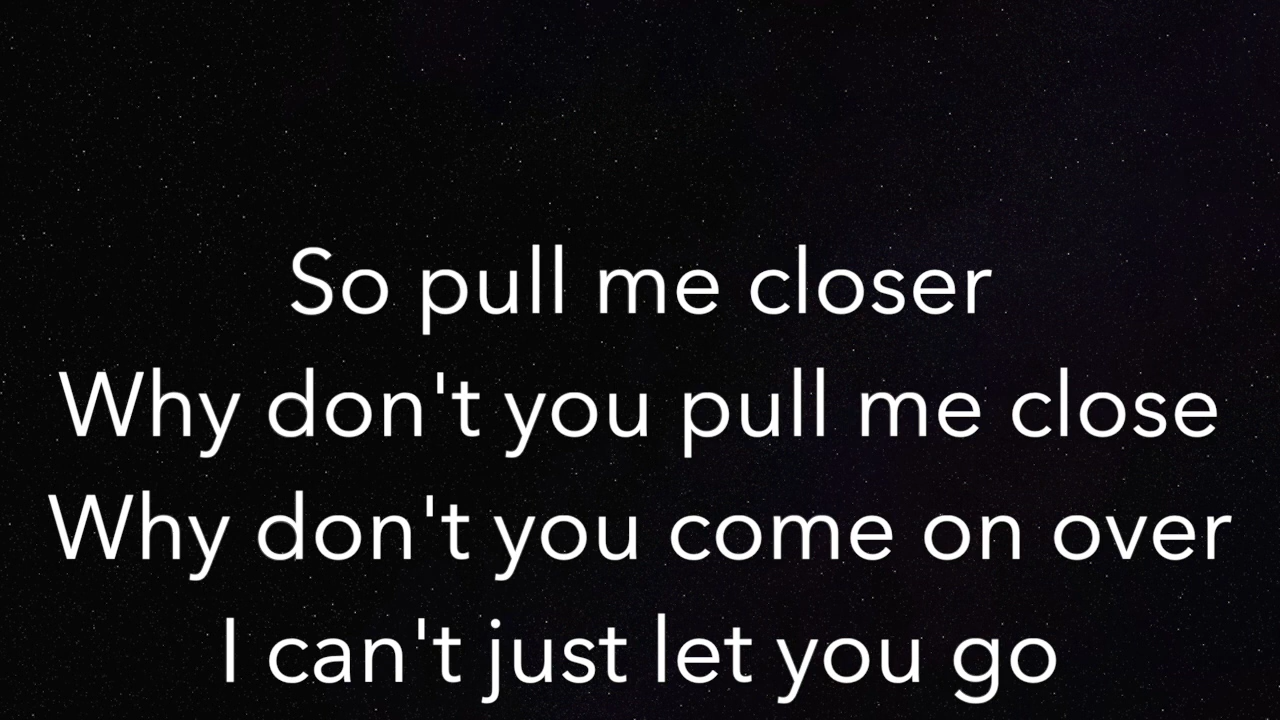 So pull me closer
Why don't you pull me close
Why don't you come on over
I can't just let you go